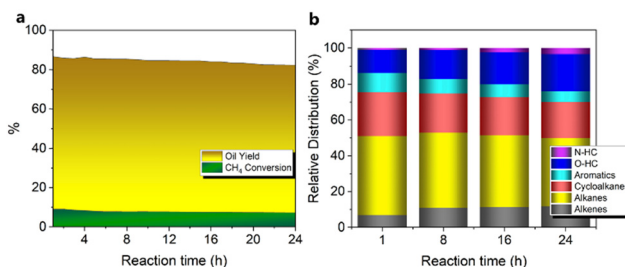 a
100
80
60
40
20
0
%
Oil Yield
CH₄ Conversion
4
8
12
16
20
24
Reaction time (h)
b
100
80
60
40
20
0
Relative Distribution (%)
N-HC
O-HC
Aromatics
Cycloalkanes
Alkanes
Alkenes
1
8
16
24
Reaction time (h)